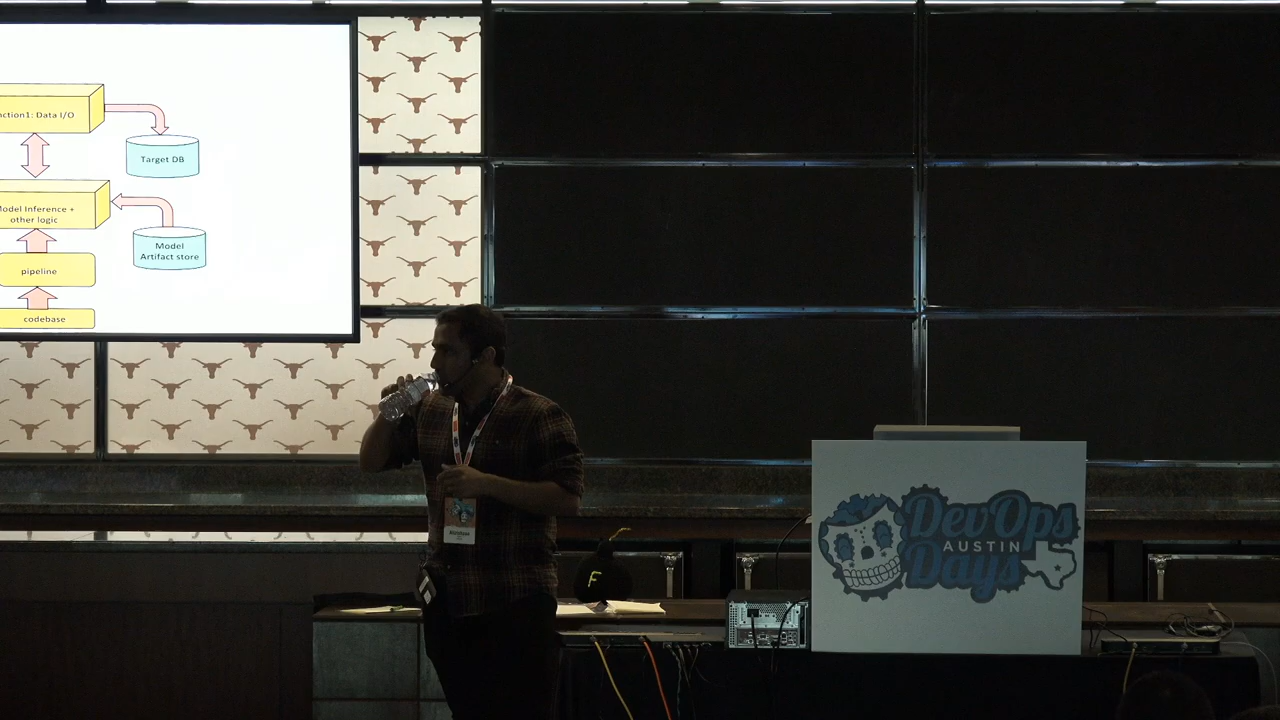 nction1: Data I/O
Target DB
Model Inference +
other logic
Model
Artifact store
pipeline
codebase
F
DevOps
AUSTIN
Days